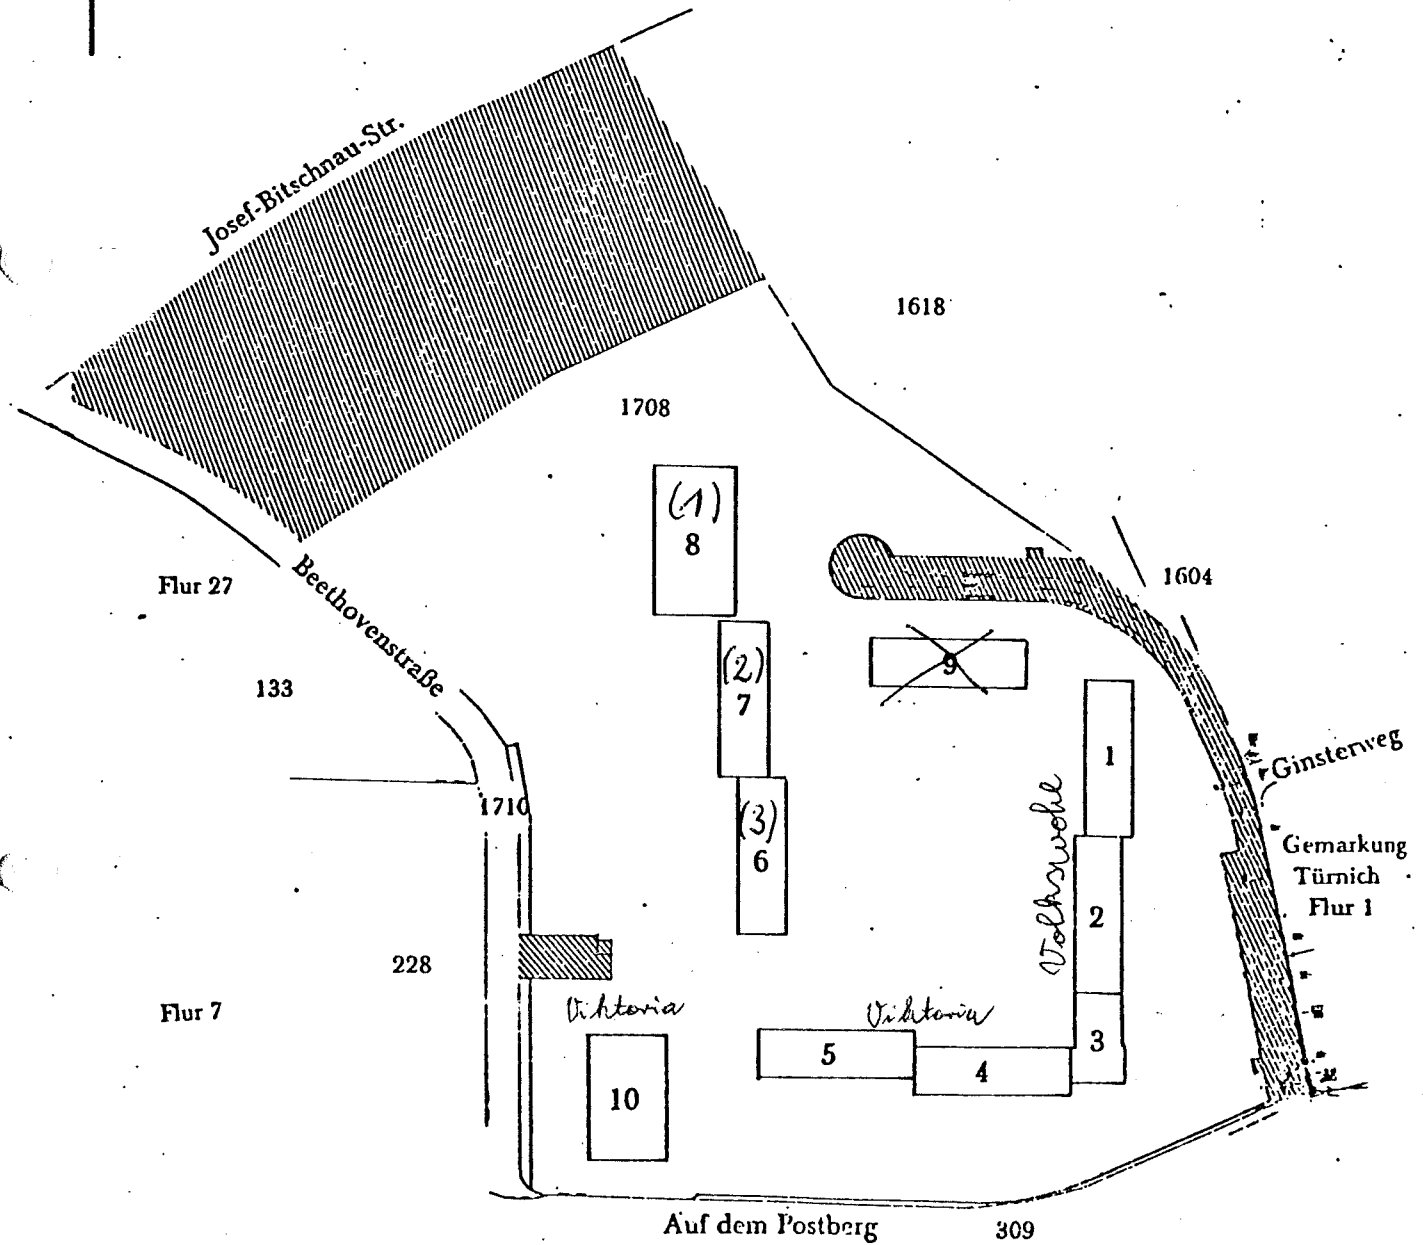 Josef-Bitschnau-Str.
1618
1708
(1)
8
1604
Flur 27
Beethovenstraße
(2)
7
9
133
1
Ginsterweg
1710
(3)
6
Volkswohl
Gemarkung
Türnich
Flur 1
2
228
Flur 7
Viktoria
Viktoria
5
4
3
10
Auf dem Postberg
309